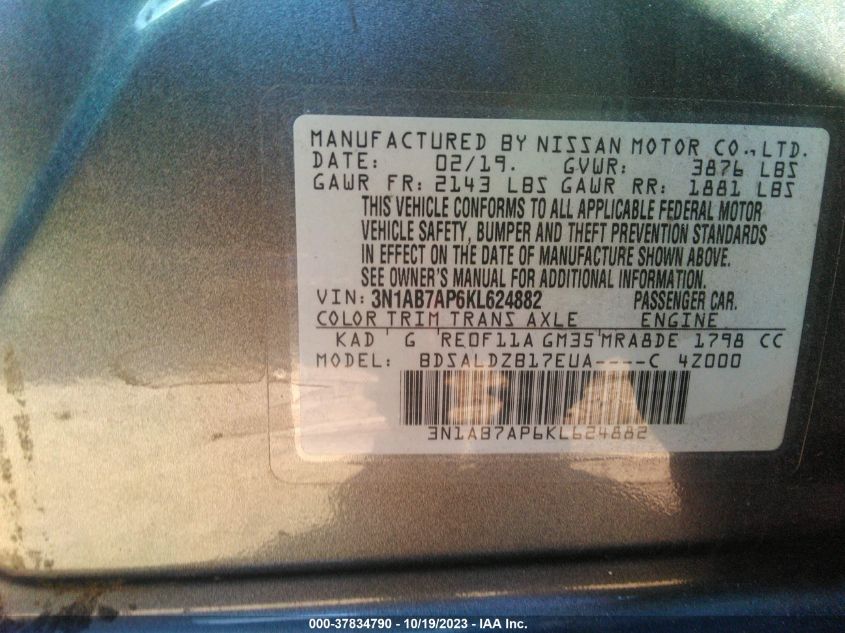 MANUFACTURED BY NISSAN MOTOR CO., LTD.
DATE: 02/19. GVWR: 3876 LBS
GAWR FR: 2143 LBS GAWR RR: 1881 LBS
THIS VEHICLE CONFORMS TO ALL APPLICABLE FEDERAL MOTOR
VEHICLE SAFETY, BUMPER AND THEFT PREVENTION STANDARDS
IN EFFECT ON THE DATE OF MANUFACTURE SHOWN ABOVE.
SEE OWNER'S MANUAL FOR ADDITIONAL INFORMATION.
VIN: 3N1AB7AP6KL624882 PASSENGER CAR.
COLOR TRIM TRANS AXLE ENGINE
KAD G RE0F11A GM35 MRA8DE 1798 CC
MODEL: BDSALDZB17EUA----C 4Z000
3N1AB7AP6KL624882
000-37834790 - 10/19/2023 - IAA Inc.